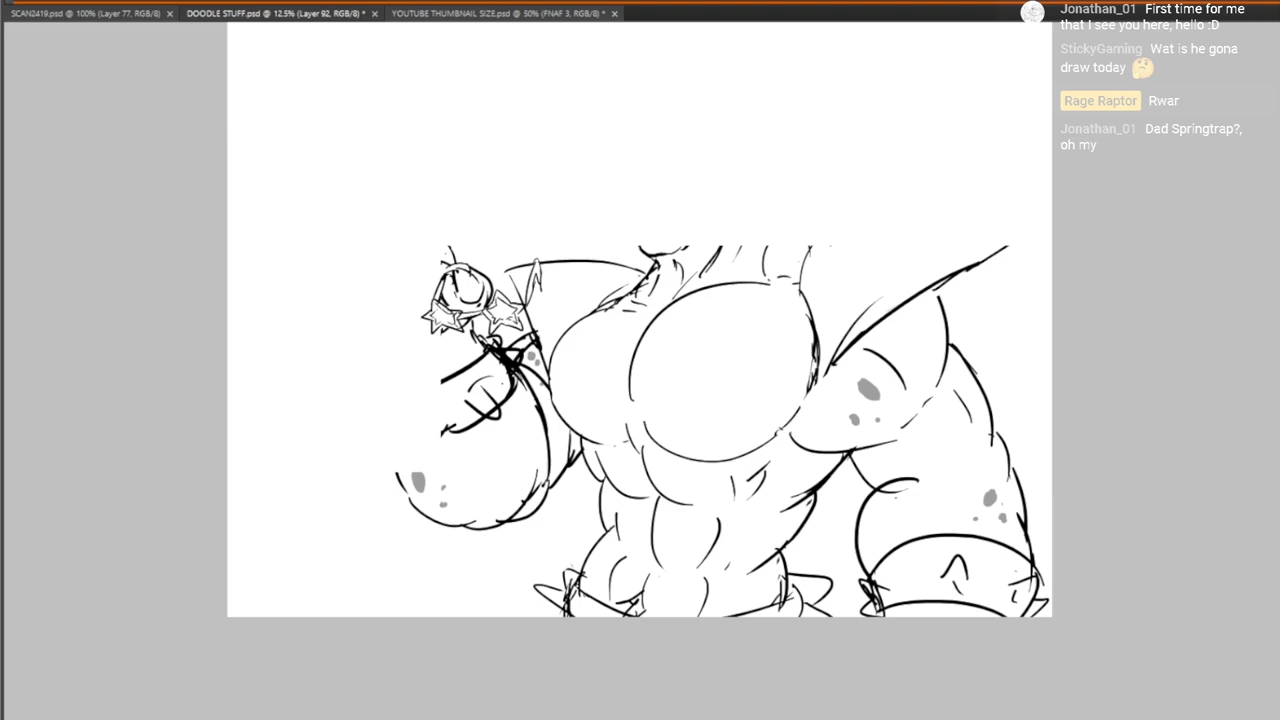 SCAN2419.psd @ 100% (Layer 77, RGB/8)
DOODLE STUFF.psd @ 12.5% (Layer 92, RGB/8) *
YOUTUBE THUMBNAIL SIZE.psd @ 50% (FNAF 3, RGB/8) *
Jonathan_01 First time for me
that I see you here, hello :D
StickyGaming Wat is he gona
draw today
Rage Raptor Rwar
Jonathan_01 Dad Springtrap?,
oh my